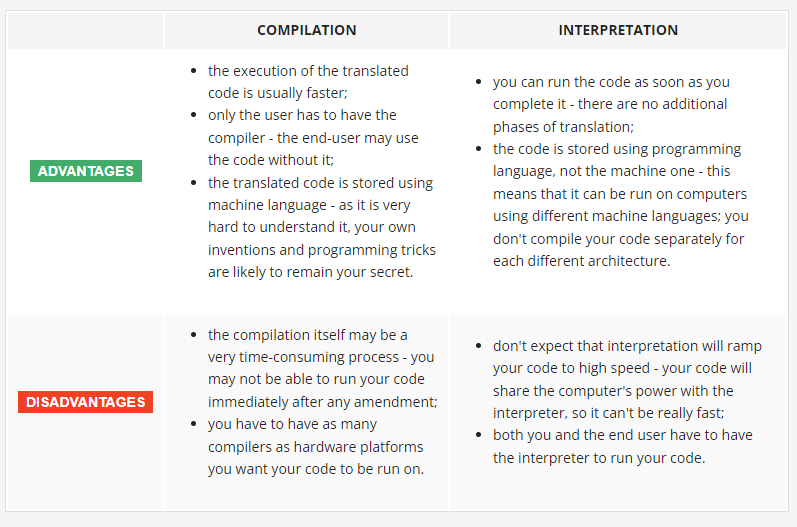 COMPILATION
INTERPRETATION
ADVANTAGES
• the execution of the translated
code is usually faster;
• only the user has to have the
compiler - the end-user may use
the code without it;
• the translated code is stored using
machine language - as it is very
hard to understand it, your own
inventions and programming tricks
are likely to remain your secret.
• you can run the code as soon as you
complete it - there are no additional
phases of translation;
• the code is stored using programming
language, not the machine one - this
means that it can be run on computers
using different machine languages; you
don't compile your code separately for
each different architecture.
DISADVANTAGES
• the compilation itself may be a
very time-consuming process - you
may not be able to run your code
immediately after any amendment;
• you have to have as many
compilers as hardware platforms
you want your code to be run on.
• don't expect that interpretation will ramp
your code to high speed - your code will
share the computer's power with the
interpreter, so it can't be really fast;
• both you and the end user have to have
the interpreter to run your code.